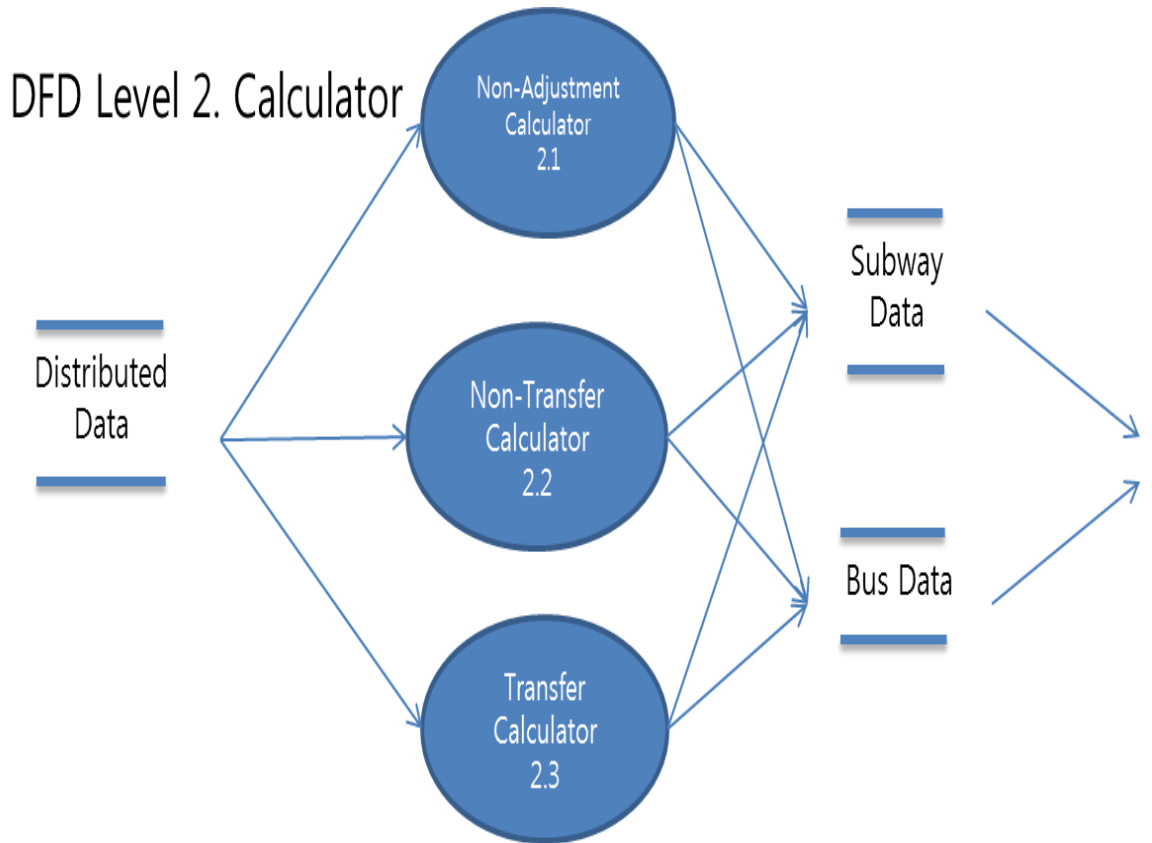 DFD Level 2. Calculator
Non-Adjustment
Calculator
2.1
Distributed
Data
Non-Transfer
Calculator
2.2
Transfer
Calculator
2.3
Subway
Data
Bus Data